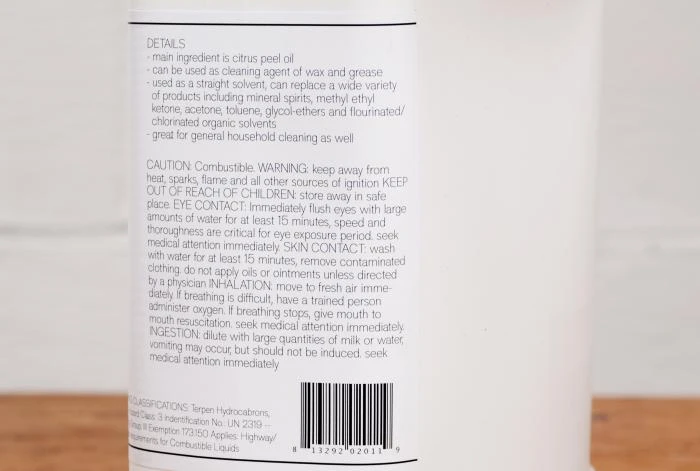 DETAILS
- main ingredient is citrus peel oil
- can be used as cleaning agent of wax and grease
- used as a straight solvent, can replace a wide variety
of products including mineral spirits, methyl ethyl
ketone, acetone, toluene, glycol-ethers and flourinated/
chlorinated organic solvents
- great for general household cleaning as well
CAUTION: Combustible. WARNING: keep away from
heat, sparks, flame and all other sources of ignition KEEP
OUT OF REACH OF CHILDREN: store away in safe
place. EYE CONTACT: Immediately flush eyes with large
amounts of water for at least 15 minutes, speed and
thoroughness are critical for eye exposure period. seek
medical attention immediately. SKIN CONTACT: wash
with water for at least 15 minutes, remove contaminated
clothing. do not apply oils or ointments unless directed
by a physician INHALATION: move to fresh air imme-
diately. If breathing is difficult, have a trained person
administer oxygen. If breathing stops, give mouth to
mouth resuscitation. seek medical attention immediately.
INGESTION: dilute with large quantities of milk or water,
vomiting may occur, but should not be induced. seek
medical attention immediately
CLASSIFICATIONS: Terpen Hydrocabrons,
Class: 3 Indentification No.: UN 2319 --
III Exemption 173.150 Applies: Highway/
for Combustible Liquids
8 13292 02011 9